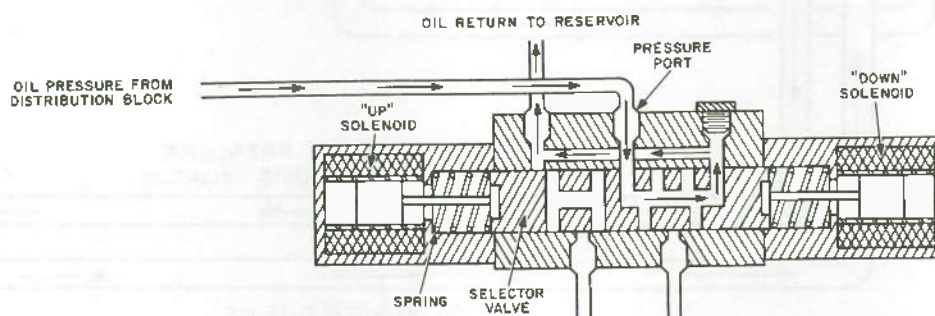 OIL RETURN TO RESERVOIR
PRESSURE
PORT
OIL PRESSURE FROM
DISTRIBUTION BLOCK
"DOWN"
SOLENOID
"UP"
SOLENOID
SPRING
SELECTOR
VALVE